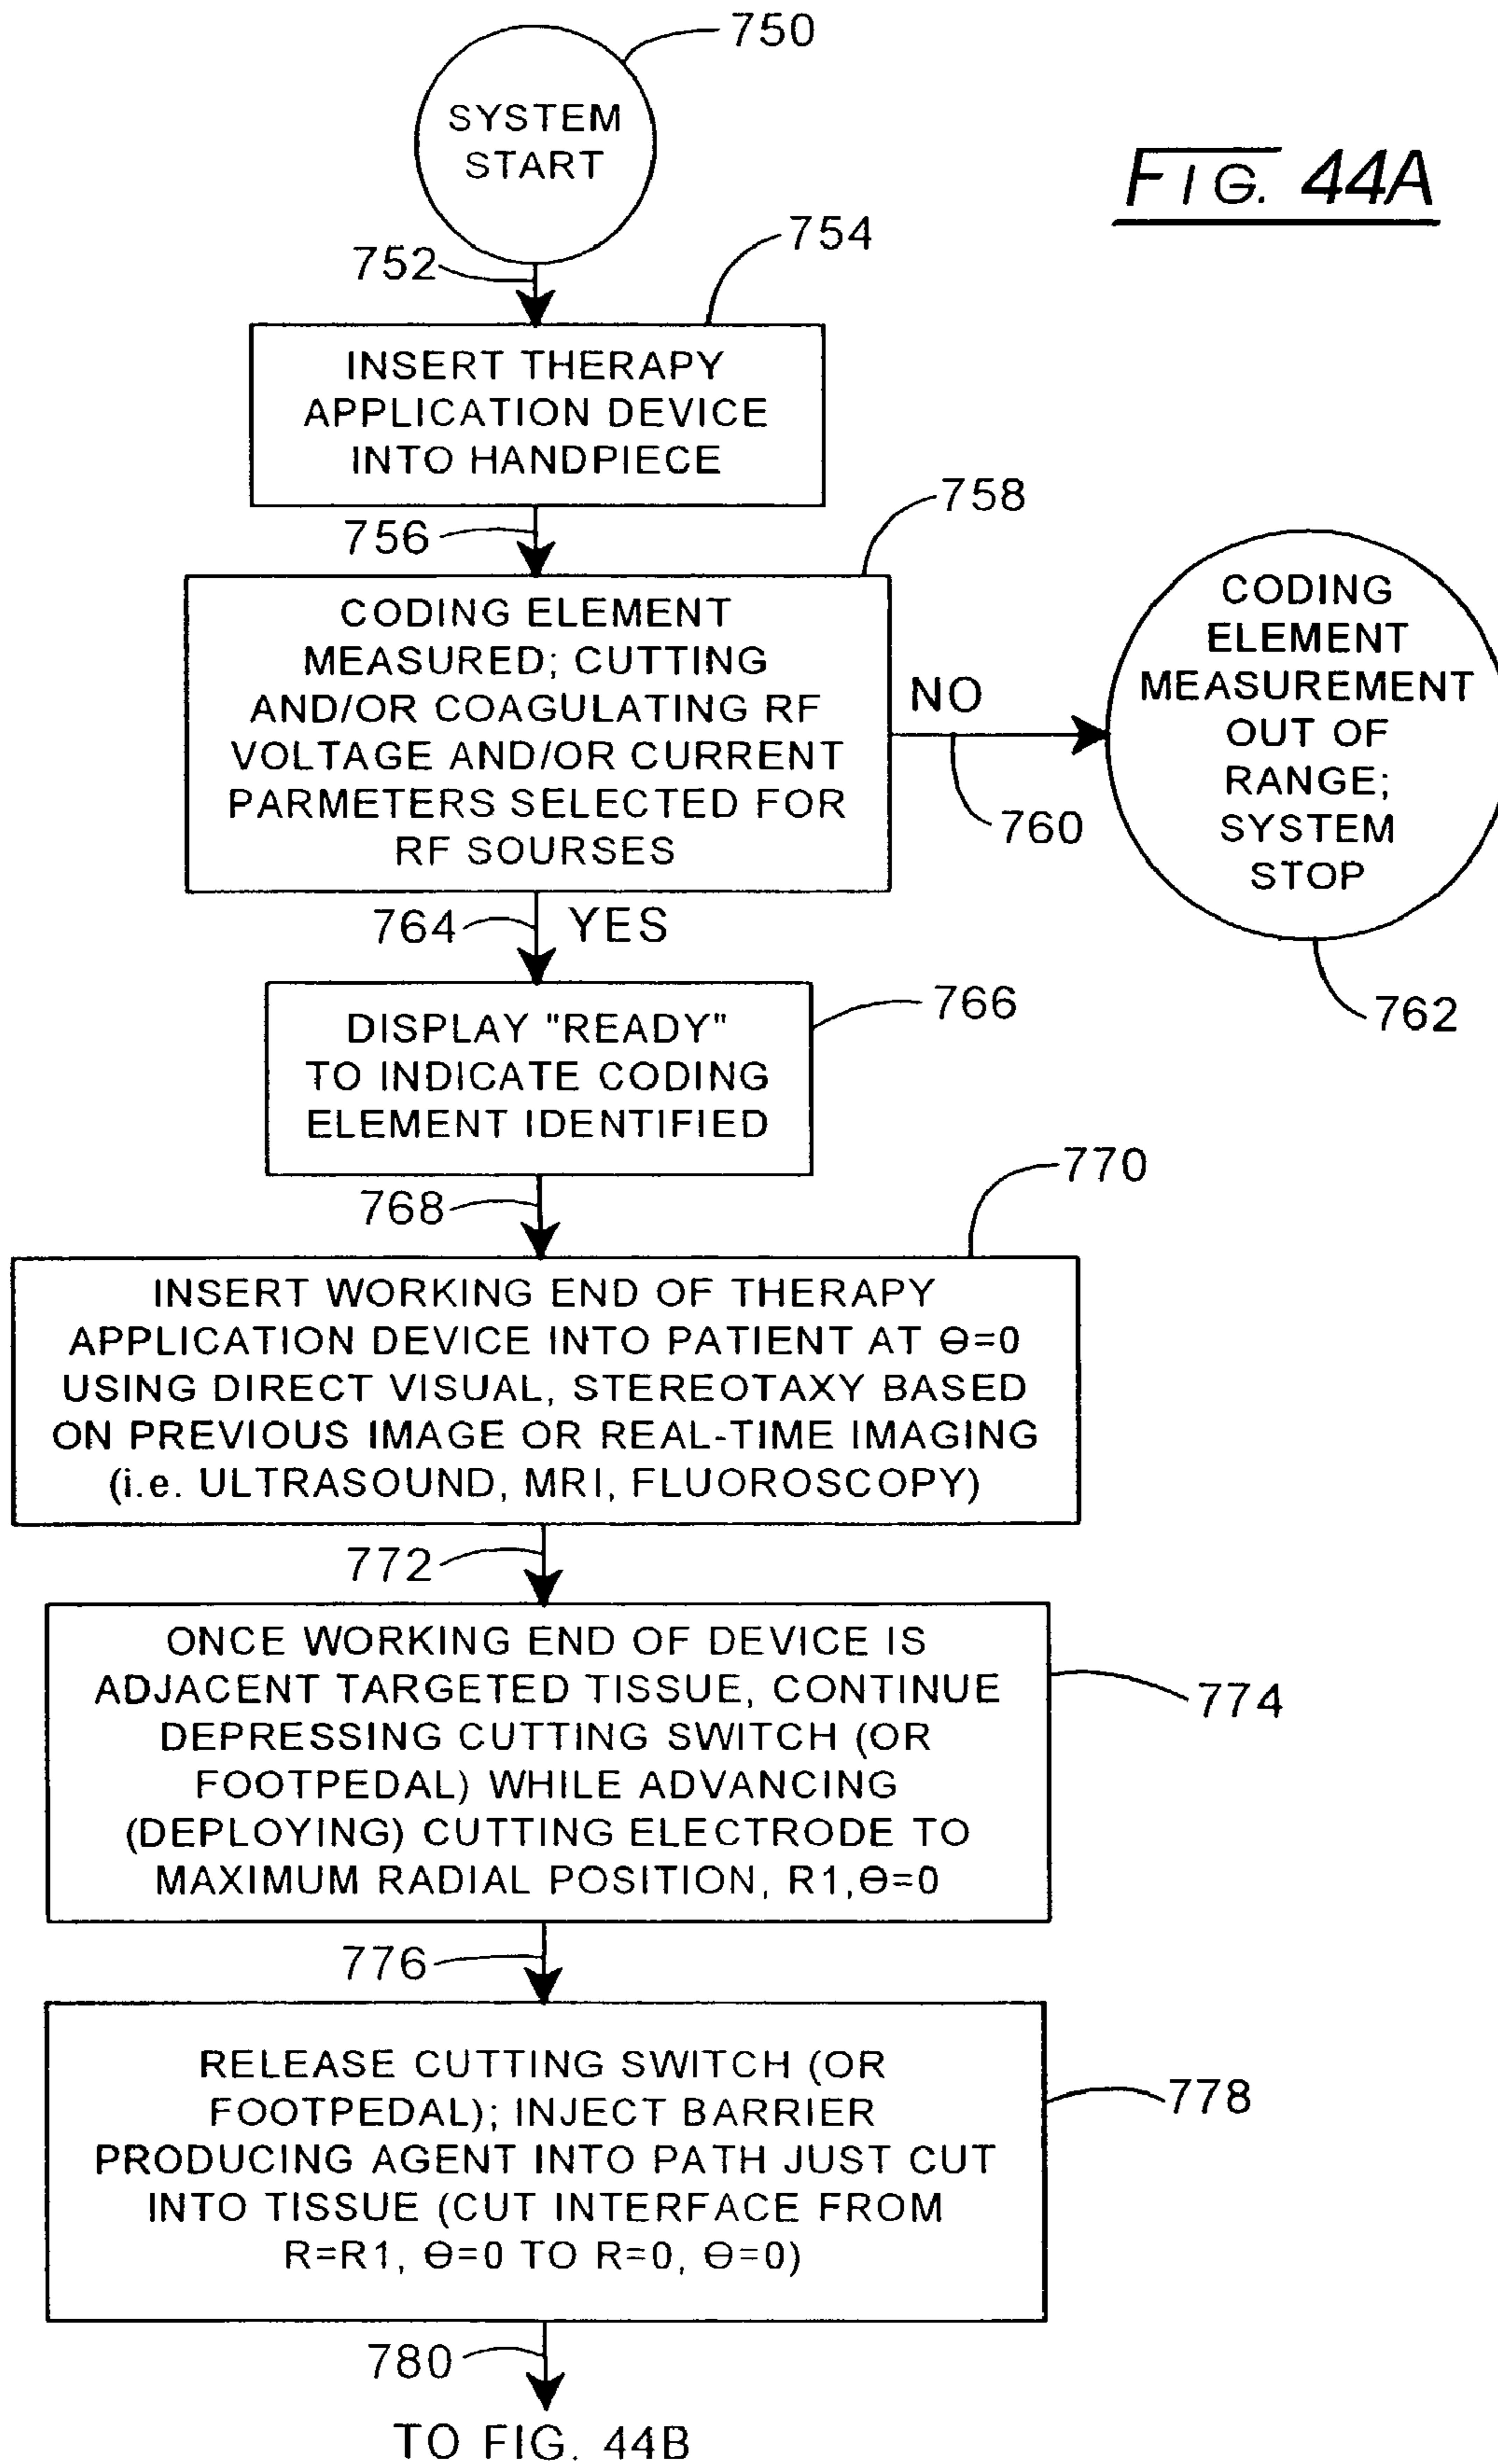 750
SYSTEM
START
FIG. 44A
752
754
INSERT THERAPY
APPLICATION DEVICE
INTO HANDPIECE
756
758
CODING ELEMENT
MEASURED; CUTTING
AND/OR COAGULATING RF
VOLTAGE AND/OR CURRENT
PARMETERS SELECTED FOR
RF SOURSES
NO
760
CODING
ELEMENT
MEASUREMENT
OUT OF
RANGE;
SYSTEM
STOP
762
764
YES
766
DISPLAY "READY"
TO INDICATE CODING
ELEMENT IDENTIFIED
768
770
INSERT WORKING END OF THERAPY
APPLICATION DEVICE INTO PATIENT AT Θ=0
USING DIRECT VISUAL, STEREOTAXY BASED
ON PREVIOUS IMAGE OR REAL-TIME IMAGING
(i.e. ULTRASOUND, MRI, FLUOROSCOPY)
772
ONCE WORKING END OF DEVICE IS
ADJACENT TARGETED TISSUE, CONTINUE
DEPRESSING CUTTING SWITCH (OR
FOOTPEDAL) WHILE ADVANCING
(DEPLOYING) CUTTING ELECTRODE TO
MAXIMUM RADIAL POSITION, R1,Θ=0
774
776
RELEASE CUTTING SWITCH (OR
FOOTPEDAL); INJECT BARRIER
PRODUCING AGENT INTO PATH JUST CUT
INTO TISSUE (CUT INTERFACE FROM
R=R1, Θ=0 TO R=0, Θ=0)
778
780
TO FIG. 44B